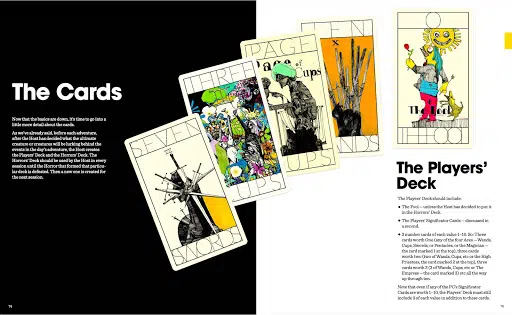 The Cards
Now that the basics are down, it's time to go into a
little more detail about the cards.
As we've already said, before each adventure,
after the Host has decided what the ultimate
creature or creatures will be lurking behind the
events in the day's adventure, the Host creates
the Players' Deck and the Horrors' Deck. The
Horrors' Deck should be used by the Host in every
session until the Horror that formed that particu-
lar deck is defeated. Then a new one is created for
the next session.
TEN
PAGE
Page of
Cups
THREE
SWORDS
O
The Fool
The Players'
Deck
The Players' Deck should include:
The Fool – unless the Host has decided to put it
in the Horrors' Deck.
The Players' Significator Cards – discussed in
a second.
3 number cards of each value 1–10. So: Three
cards worth One (any of the four Aces – Wands,
Cups, Swords, or Pentacles, or the Magician –
the card marked 1 at the top), three cards
worth two (two of Wands, Cups, etc or the High
Priestess, the card marked 2 at the top), three
cards worth 3 (3 of Wands, Cups, etc or The
Empress – the card marked 3) etc all the way
up through ten.
Note that even if any of the PC's Significator
Cards are worth 1–10, the Players' Deck must still
include 3 of each value in addition to these cards.
74
75